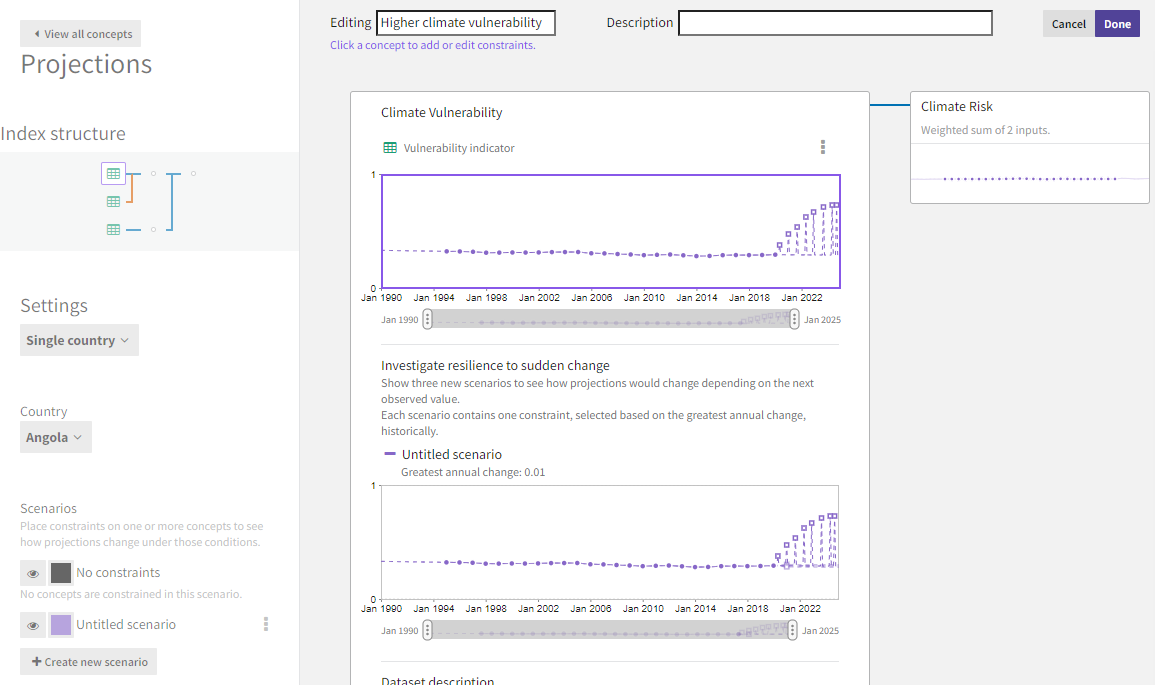 View all concepts
Projections
Index structure
Settings
Single country
Country
Angola
Scenarios
Place constraints on one or more concepts to see
how projections change under those conditions.
No constraints
No concepts are constrained in this scenario.
Untitled scenario
Create new scenario
Editing Higher climate vulnerability Description
Click a concept to add or edit constraints.
Cancel Done
Climate Vulnerability
Vulnerability indicator
1
0
Jan 1990 Jan 1994 Jan 1998 Jan 2002 Jan 2006 Jan 2010 Jan 2014 Jan 2018 Jan 2022
Jan 1990 Jan 2025
Investigate resilience to sudden change
Show three new scenarios to see how projections would change depending on the next
observed value.
Each scenario contains one constraint, selected based on the greatest annual change,
historically.
Untitled scenario
Greatest annual change: 0.01
1
0
Jan 1990 Jan 1994 Jan 1998 Jan 2002 Jan 2006 Jan 2010 Jan 2014 Jan 2018 Jan 2022
Jan 1990 Jan 2025
Dataset description
Climate Risk
Weighted sum of 2 inputs.